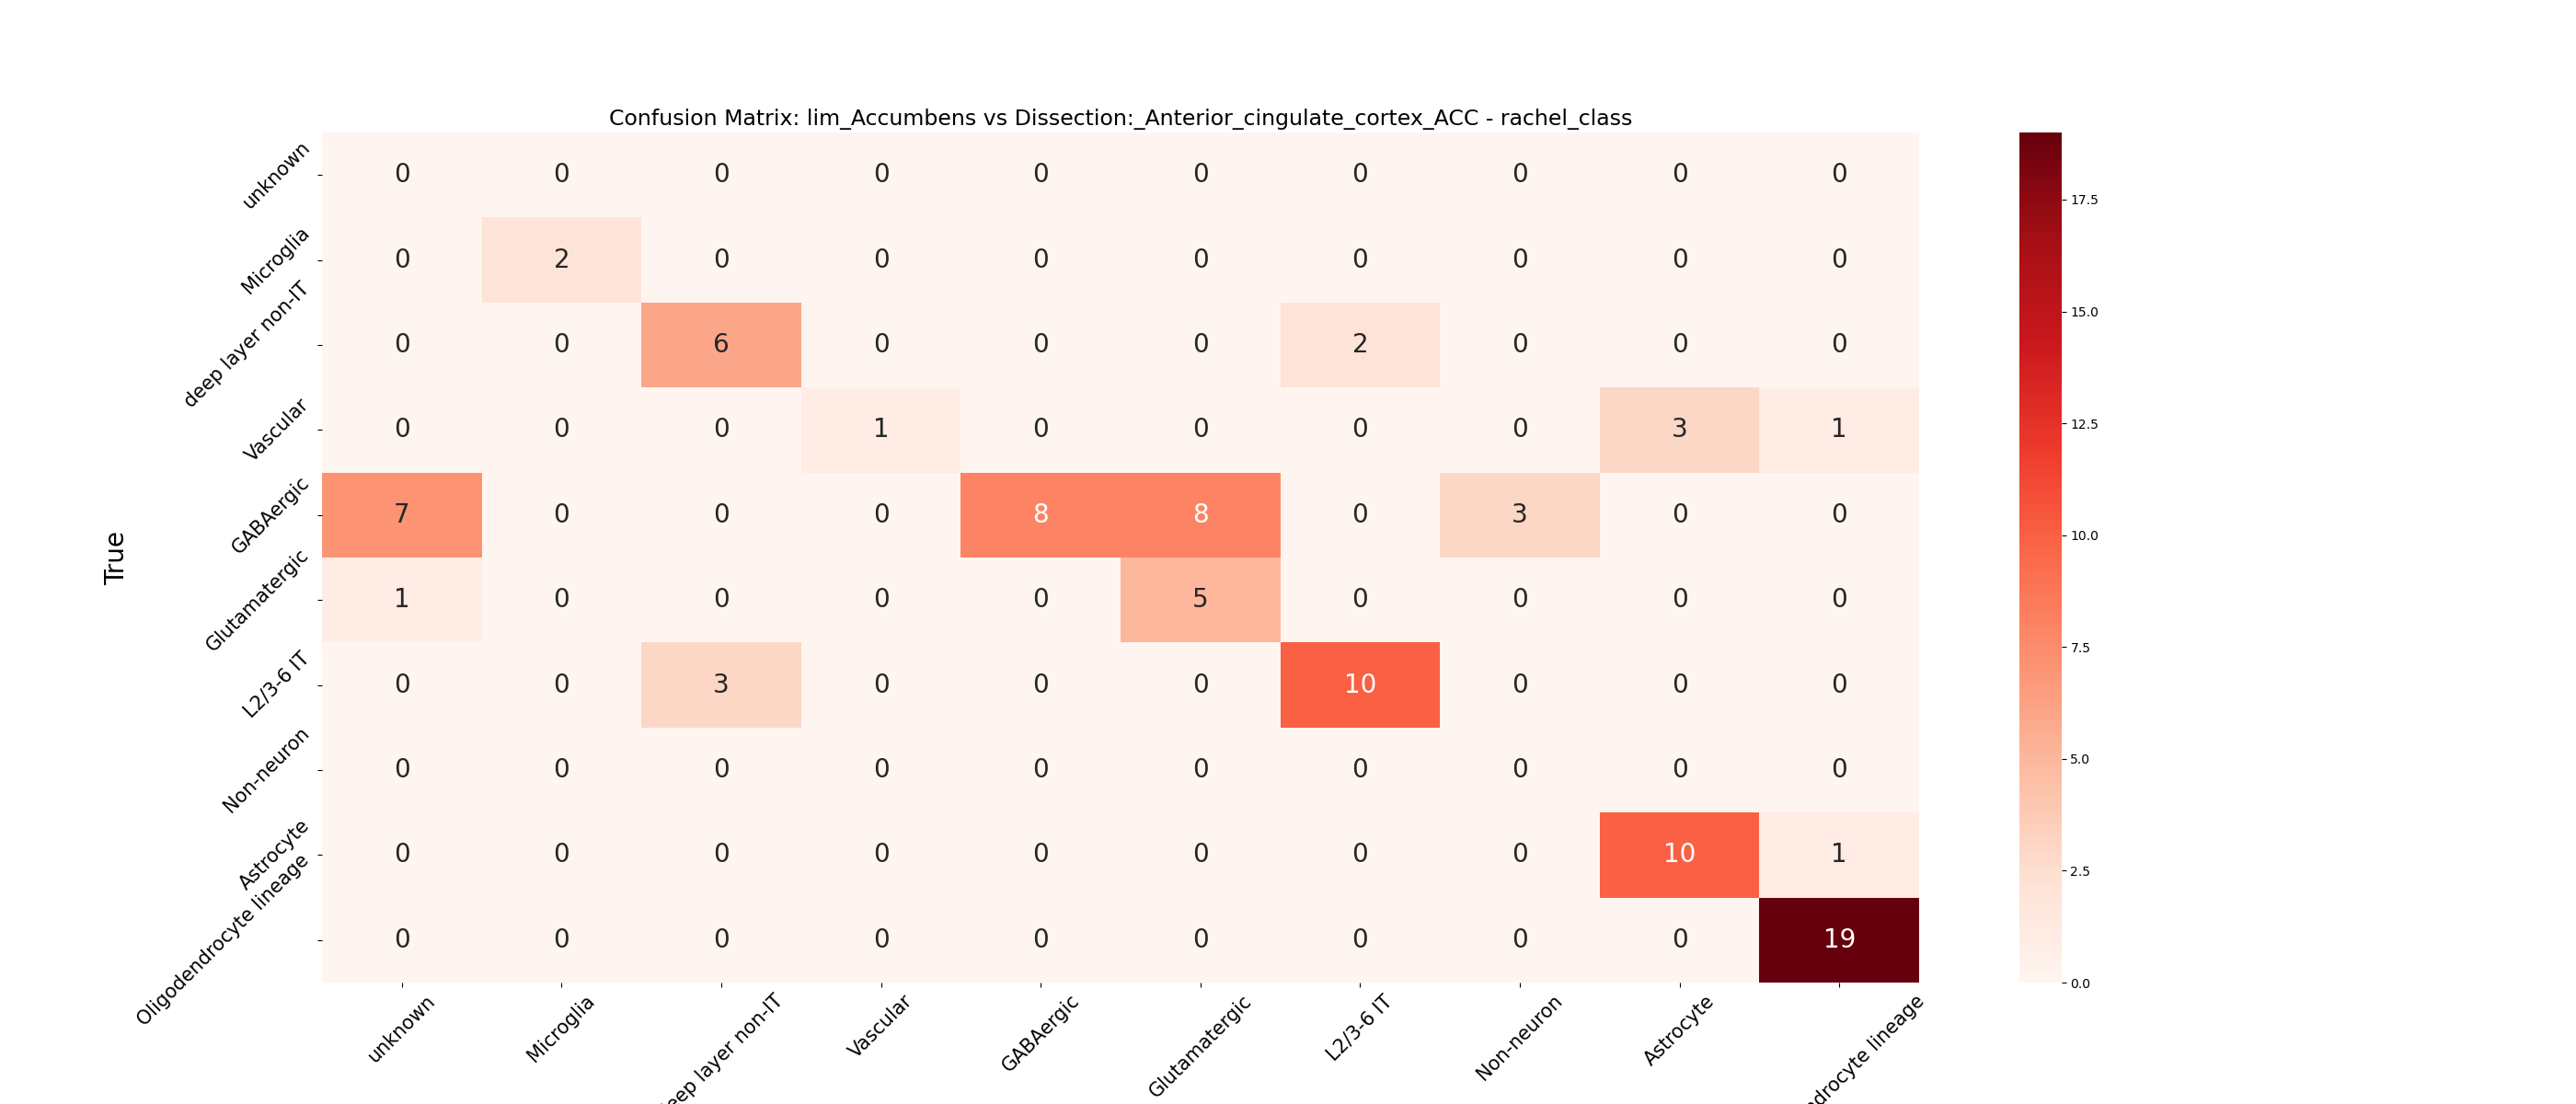 Confusion Matrix: lim_Accumbens vs Dissection:_Anterior_cingulate_cortex_ACC - rachel_class
unknown 0 0 0 0 0 0 0 0 0 0
Microglia 0 2 0 0 0 0 0 0 0 0
deep layer non-IT 0 0 6 0 0 0 2 0 0 0
Vascular 0 0 0 1 0 0 0 0 3 1
GABAergic 7 0 0 0 8 8 0 3 0 0
Glutamatergic 1 0 0 0 0 5 0 0 0 0
L2/3-6 IT 0 0 3 0 0 0 10 0 0 0
Non-neuron 0 0 0 0 0 0 0 0 0 0
Astrocyte 0 0 0 0 0 0 0 0 10 1
Oligodendrocyte lineage 0 0 0 0 0 0 0 0 0 19
True
unknown
Microglia
eep layer non-IT
Vascular
GABAergic
Glutamatergic
L2/3-6 IT
Non-neuron
Astrocyte
ndrocyte lineage
17.5
15.0
12.5
10.0
7.5
5.0
2.5
0.0